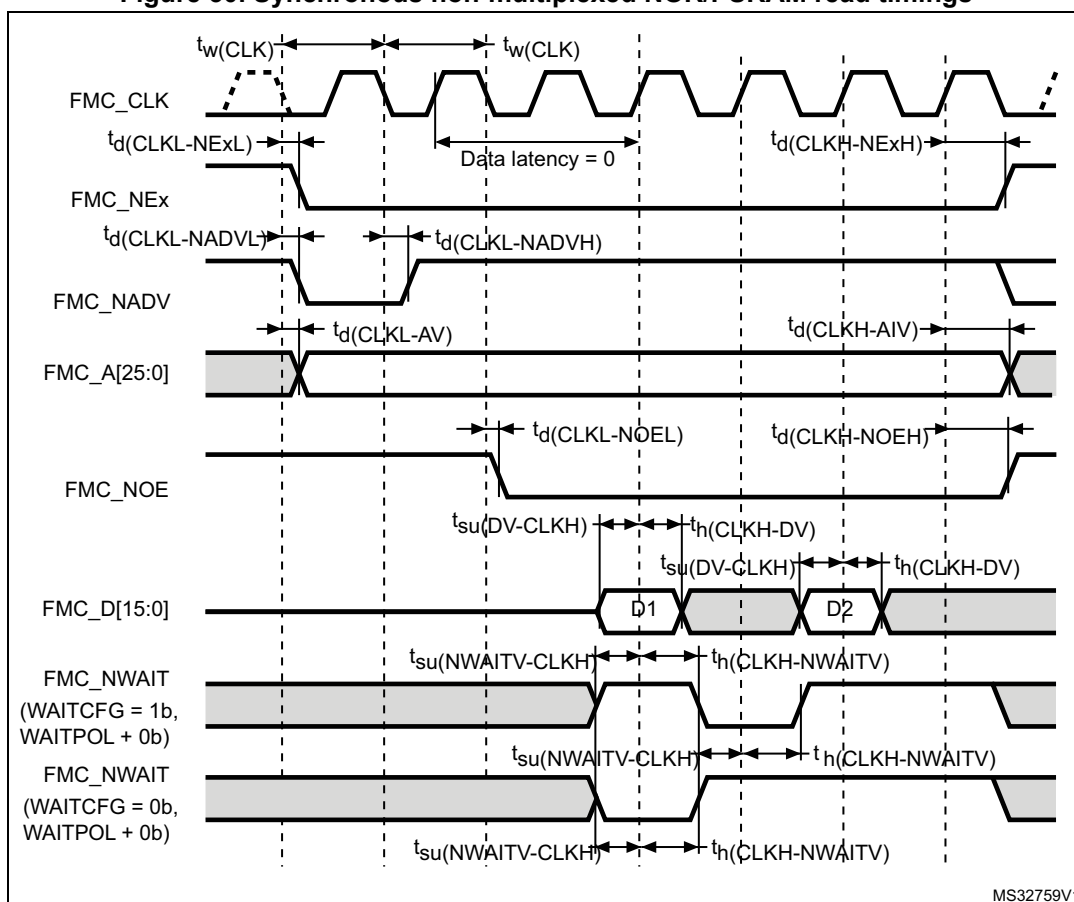 tw(CLK) tw(CLK)
FMC_CLK
td(CLKL-NExL) Data latency = 0 td(CLKH-NExH)
FMC_NEx
td(CLKL-NADVL) td(CLKL-NADVH)
FMC_NADV
td(CLKL-AV) td(CLKH-AIV)
FMC_A[25:0]
td(CLKL-NOEL) td(CLKH-NOEH)
FMC_NOE
tsu(DV-CLKH) th(CLKH-DV)
tsu(DV-CLKH) th(CLKH-DV)
FMC_D[15:0] D1 D2
tsu(NWAITV-CLKH) th(CLKH-NWAITV)
FMC_NWAIT
(WAITCFG = 1b,
WAITPOL + 0b)
tsu(NWAITV-CLKH) th(CLKH-NWAITV)
FMC_NWAIT
(WAITCFG = 0b,
WAITPOL + 0b)
tsu(NWAITV-CLKH) th(CLKH-NWAITV)